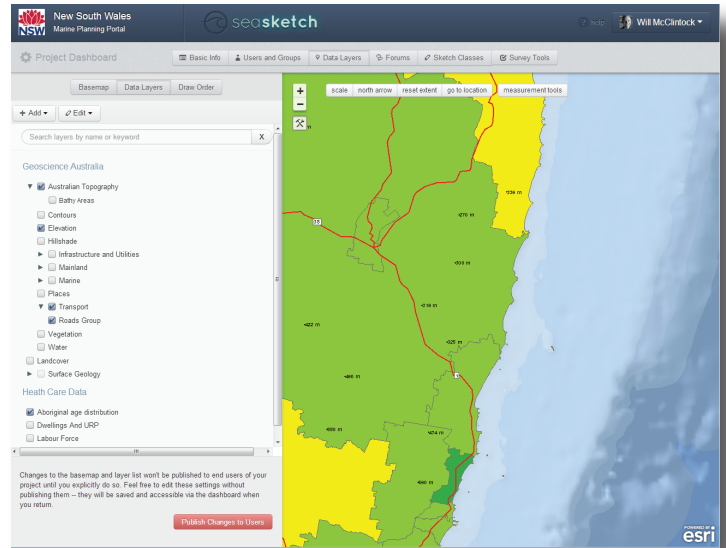 New South Wales
Marine Planning Portal
NSW
seasketch
help
Will McClintock
Project Dashboard
Basic Info
Users and Groups
Data Layers
Forums
Sketch Classes
Survey Tools
Basemap
Data Layers
Draw Order
+ Add
Edit
Search layers by name or keyword
X
Geoscience Australia
Australian Topography
Bathy Areas
Contours
Elevation
Hillshade
Infrastructure and Utilities
Mainland
Marine
Places
Transport
Roads Group
Vegetation
Water
Landcover
Surface Geology
Heath Care Data
Aboriginal age distribution
Dwellings And URP
Labour Force
Changes to the basemap and layer list won't be published to end users of your
project until you explicitly do so. Feel free to edit these settings without
publishing them -- they will be saved and accessible via the dashboard when
you return.
Publish Changes to Users
+
−
scale
north arrow
reset extent
go to location
measurement tools
POWERED BY
esri